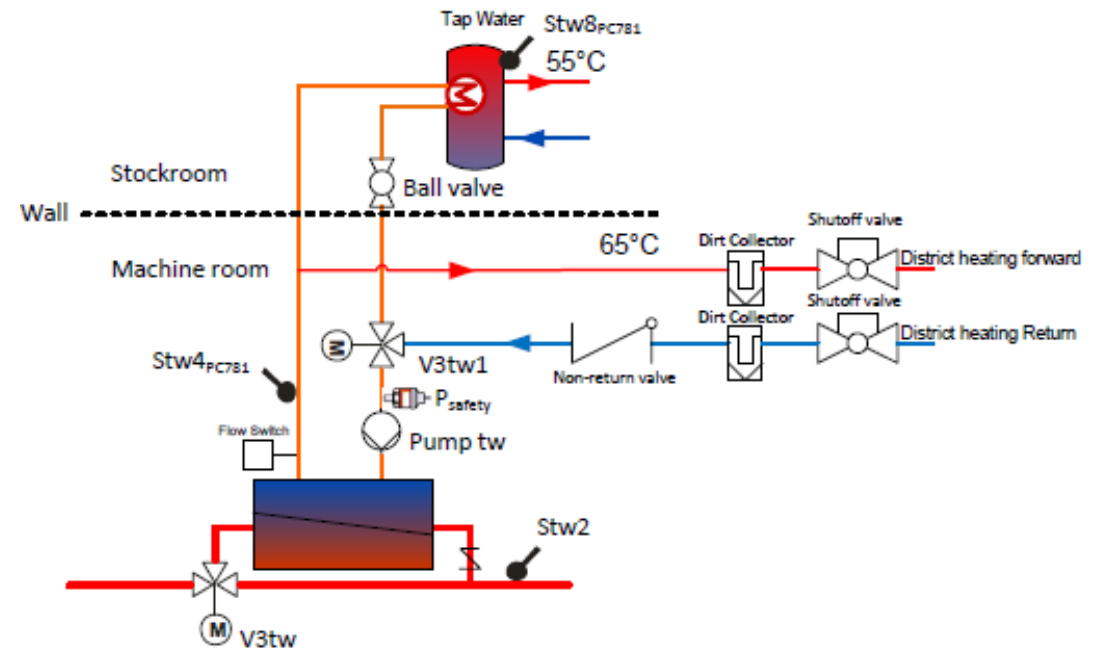 Tap Water
Stw8PC781
55°C
Stockroom
Ball valve
Wall
65°C
Machine room
Dirt Collector
Shutoff valve
District heating forward
Shutoff valve
Dirt Collector
District heating Return
M
V3tw1
Non-return valve
Stw4PC781
Psafety
Flow Switch
Pump tw
Stw2
M
V3tw